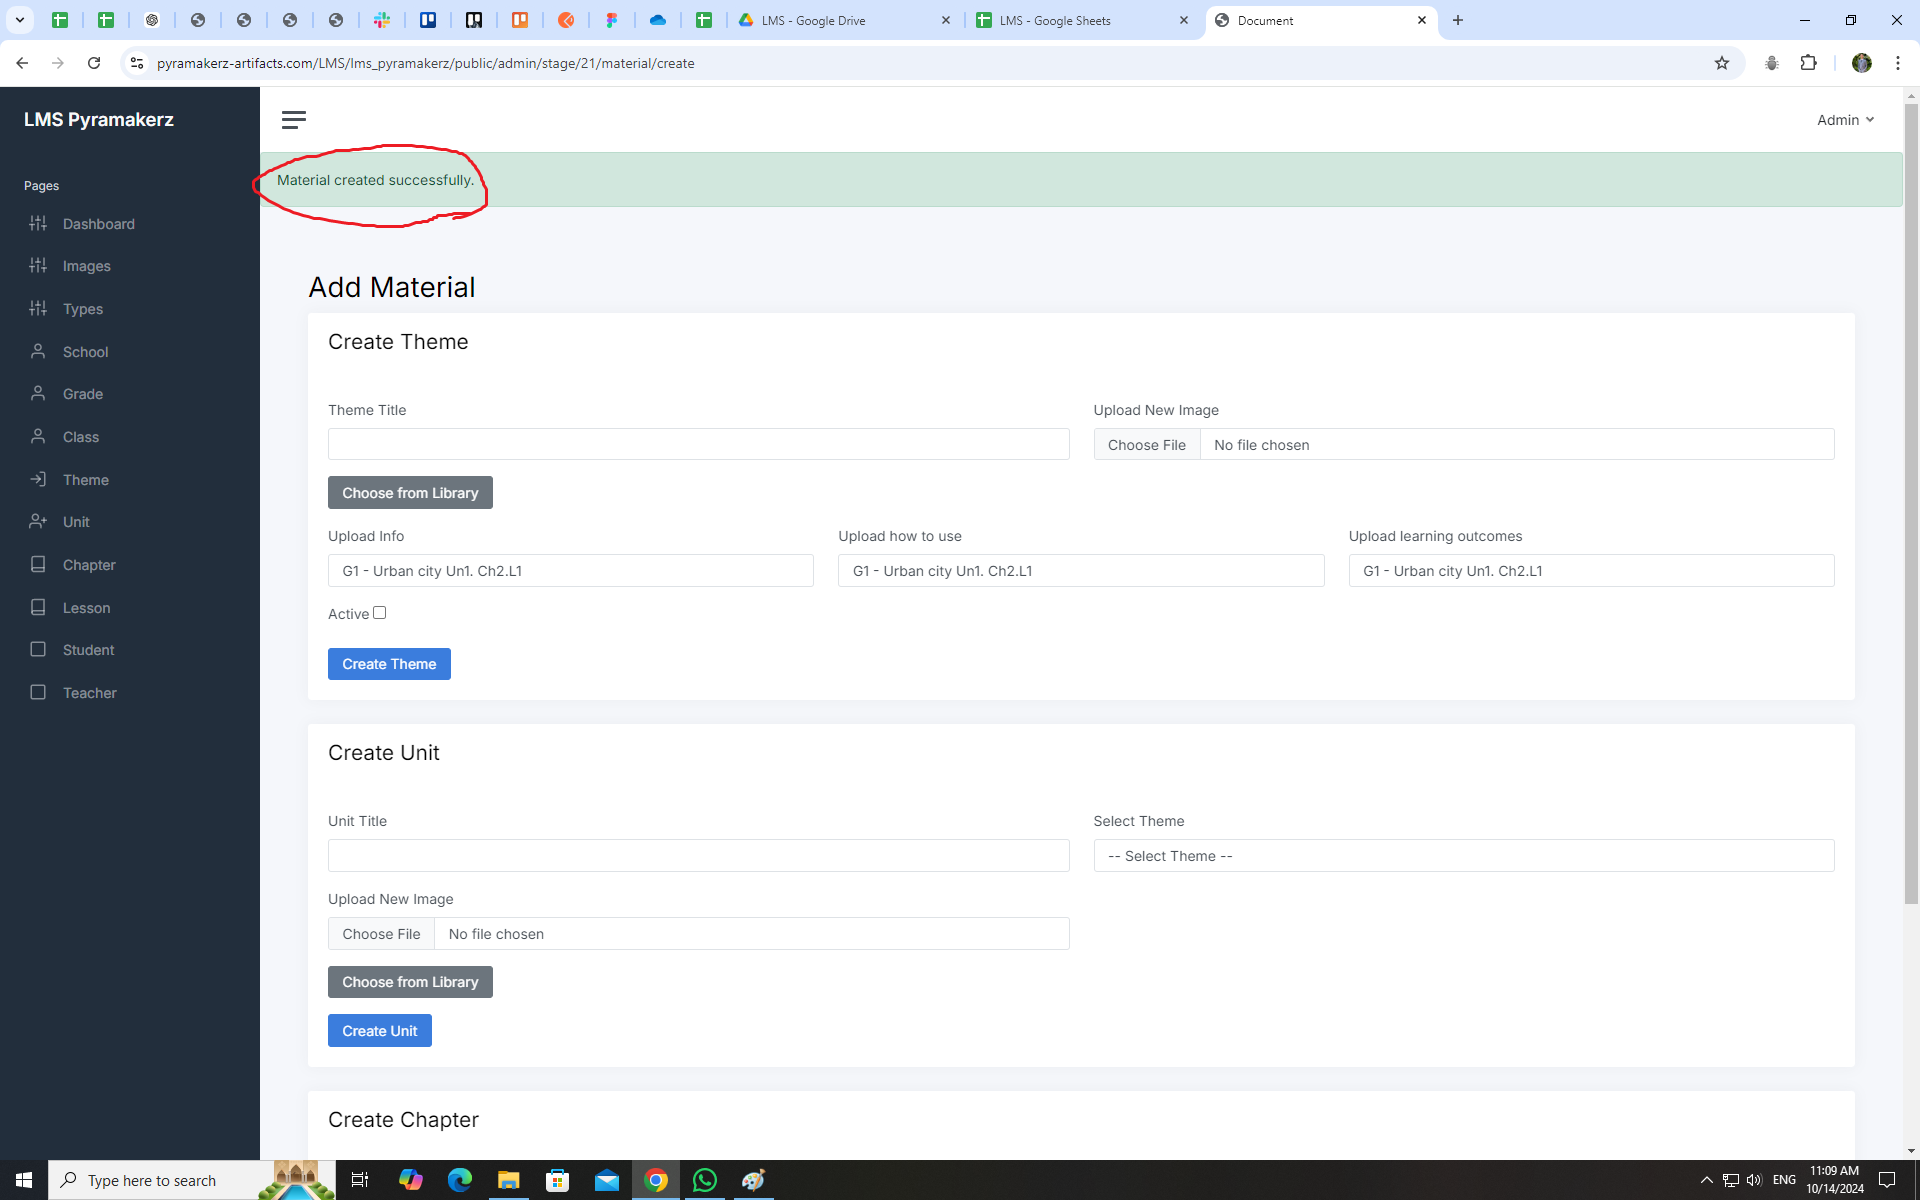 LMS - Google Drive
LMS - Google Sheets
Document
pyramakerz-artifacts.com/LMS/lms_pyramakerz/public/admin/stage/21/material/create
LMS Pyramakerz
Admin
Material created successfully.
Pages
Dashboard
Images
Types
School
Grade
Class
Theme
Unit
Chapter
Lesson
Student
Teacher
Add Material
Create Theme
Theme Title
Upload New Image
Choose File No file chosen
Choose from Library
Upload Info
Upload how to use
Upload learning outcomes
G1 - Urban city Un1. Ch2.L1
G1 - Urban city Un1. Ch2.L1
G1 - Urban city Un1. Ch2.L1
Active
Create Theme
Create Unit
Unit Title
Select Theme
-- Select Theme --
Upload New Image
Choose File No file chosen
Choose from Library
Create Unit
Create Chapter
Type here to search
ENG
11:09 AM
10/14/2024